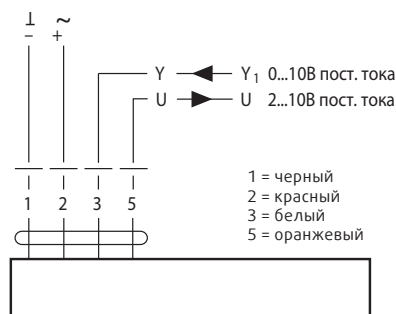 ⊥ ~
– +
Y Y₁ 0...10В пост. тока
U U 2...10В пост. тока
1 2 3 5
1 = черный
2 = красный
3 = белый
5 = оранжевый